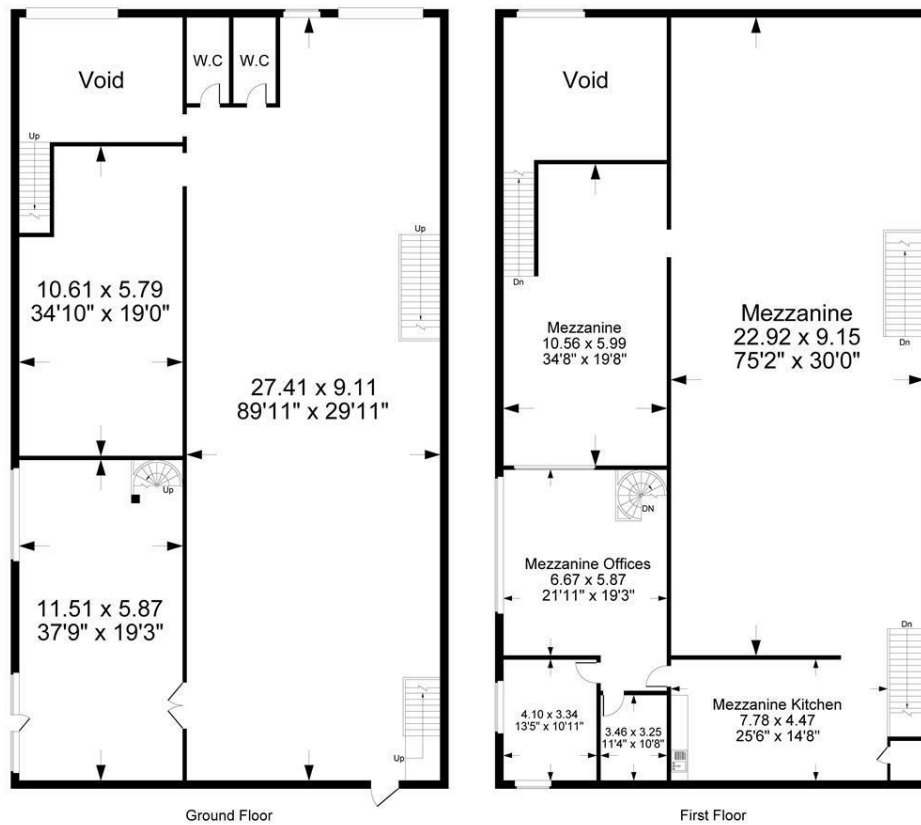 Void
W.C
W.C
Up
10.61 x 5.79
34'10" x 19'0"
Up
27.41 x 9.11
89'11" x 29'11"
Up
11.51 x 5.87
37'9" x 19'3"
Up
Ground Floor
Void
Dn
Mezzanine
10.56 x 5.99
34'8" x 19'8"
Mezzanine
22.92 x 9.15
75'2" x 30'0"
Dn
DN
Mezzanine Offices
6.67 x 5.87
21'11" x 19'3"
Dn
4.10 x 3.34
13'5" x 10'11"
3.46 x 3.25
11'4" x 10'8"
Mezzanine Kitchen
7.78 x 4.47
25'6" x 14'8"
First Floor